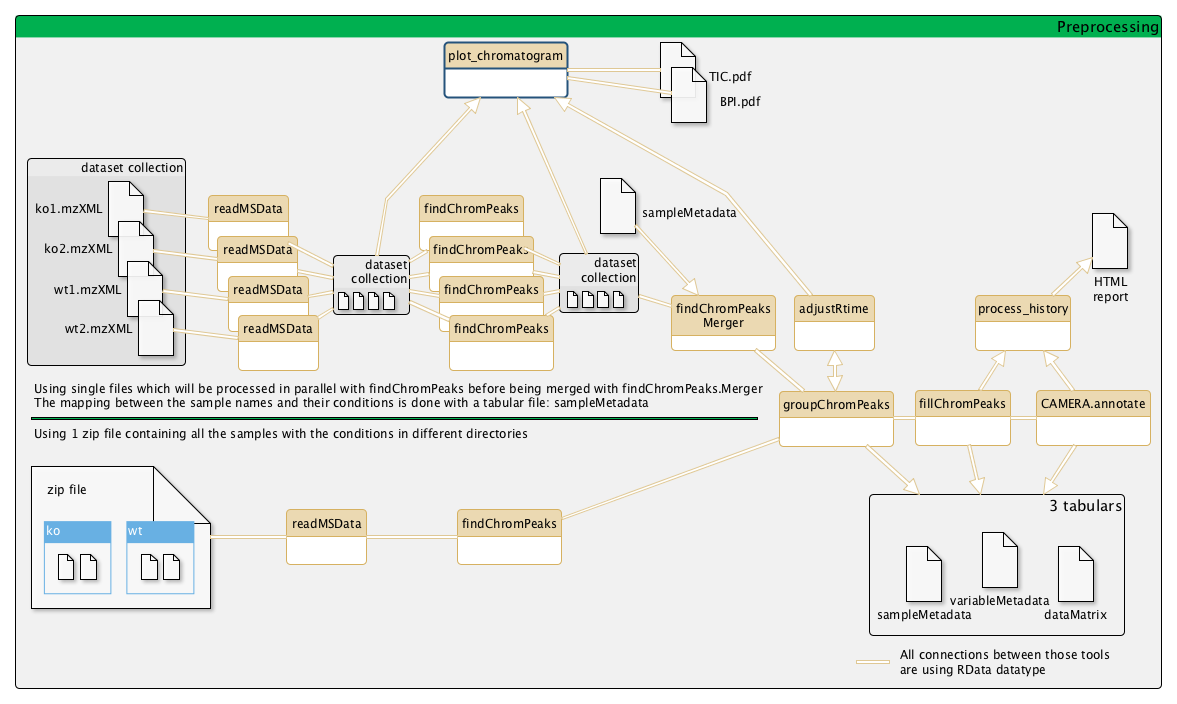 Preprocessing
plot_chromatogram
TIC.pdf
BPI.pdf
dataset collection
ko1.mzXML
ko2.mzXML
wt1.mzXML
wt2.mzXML
readMSData
readMSData
readMSData
readMSData
dataset
collection
findChromPeaks
findChromPeaks
findChromPeaks
findChromPeaks
dataset
collection
sampleMetadata
findChromPeaks
Merger
adjustRtime
process_history
HTML
report
Using single files which will be processed in parallel with findChromPeaks before being merged with findChromPeaks.Merger
The mapping between the sample names and their conditions is done with a tabular file: sampleMetadata
groupChromPeaks
fillChromPeaks
CAMERA.annotate
Using 1 zip file containing all the samples with the conditions in different directories
zip file
ko
wt
readMSData
findChromPeaks
3 tabulars
sampleMetadata
variableMetadata
dataMatrix
All connections between those tools
are using RData datatype